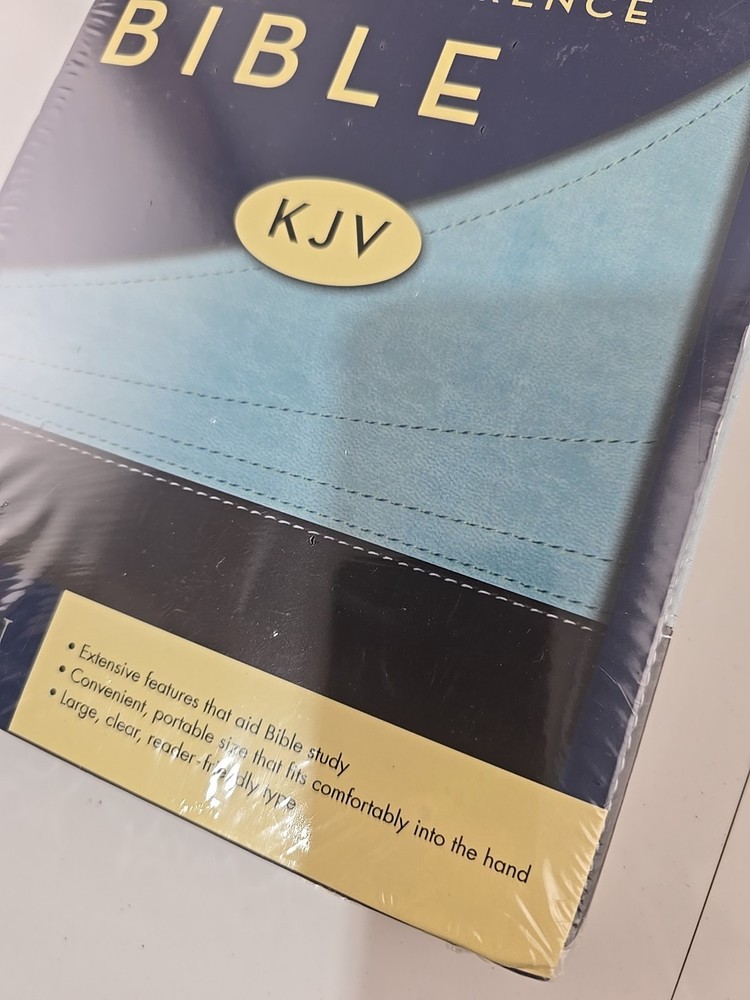 BIBLE
KJV
• Extensive features that aid Bible study
• Convenient, portable size that fits comfortably into the hand
• Large, clear, reader-friendly type